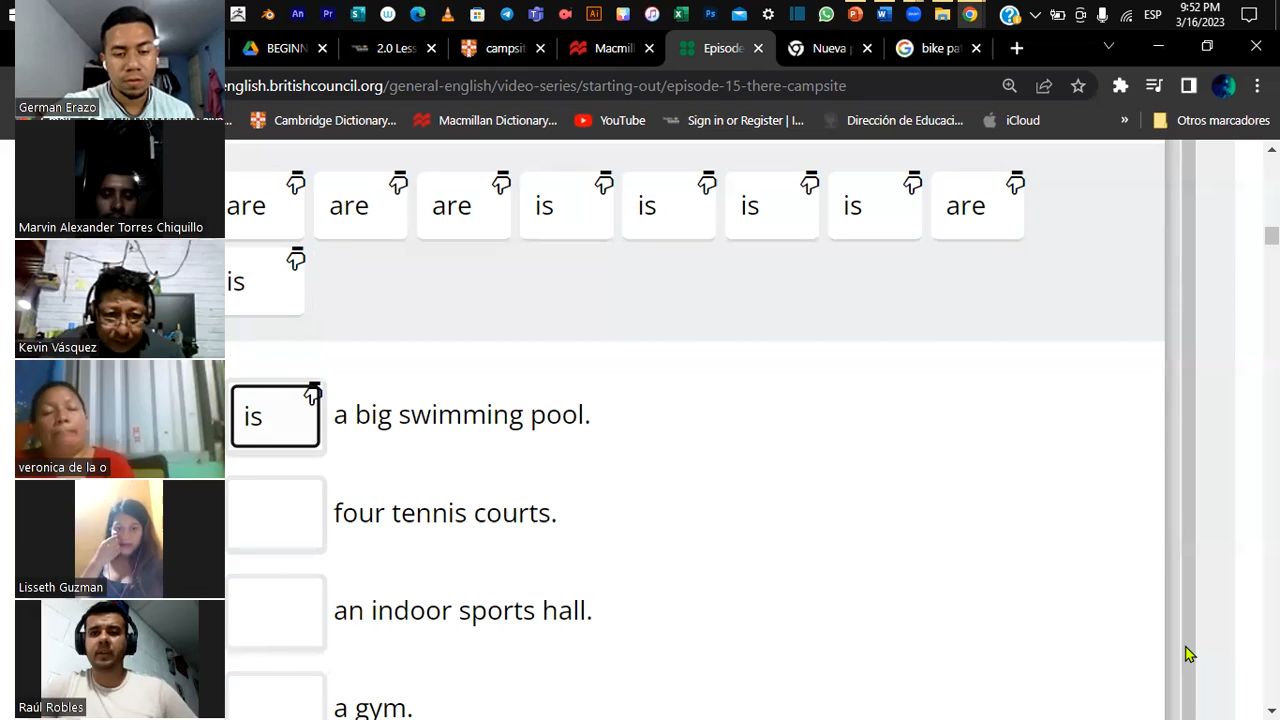 9:52 PM
ESP
3/16/2023
BEGINN
2.0 Less
campsit
Macmill
Episode
Nueva p
bike pat
nglish.britishcouncil.org/general-english/video-series/starting-out/episode-15-there-campsite
Cambridge Dictionary...
Macmillan Dictionary...
YouTube
Sign in or Register | I...
Dirección de Educaci...
iCloud
»
Otros marcadores
German Erazo
are
are
are
is
is
is
is
are
Marvin Alexander Torres Chiquillo
is
Kevin Vásquez
is
a big swimming pool.
veronica de la o
four tennis courts.
Lisseth Guzman
an indoor sports hall.
Raúl Robles
a gym.